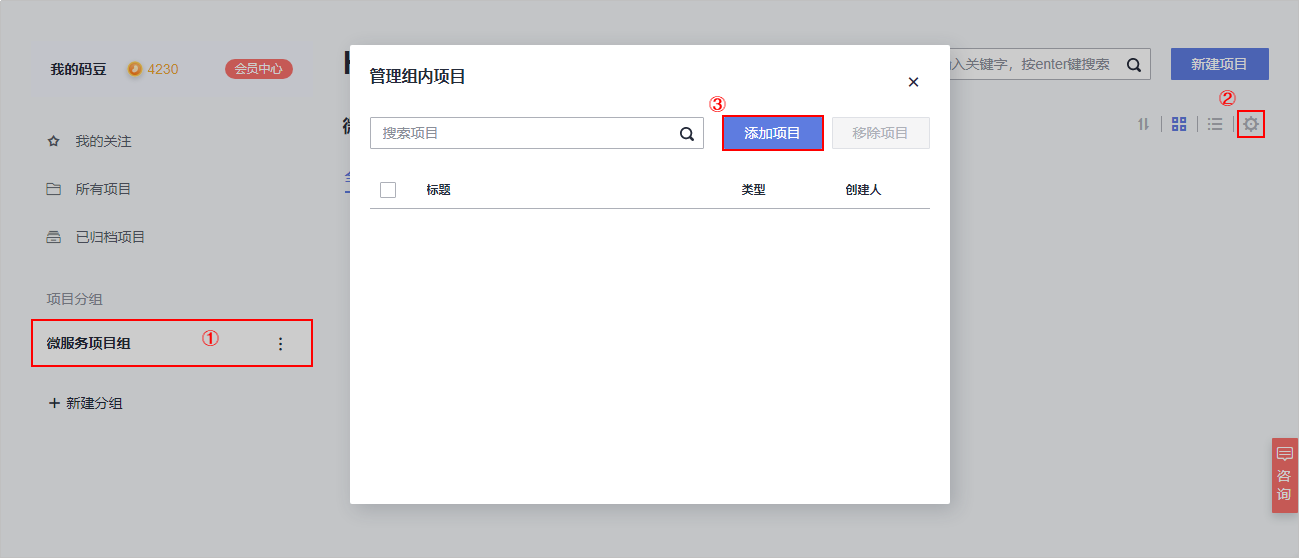 我的码豆 4230 会员中心
我的关注
所有项目
已归档项目
项目分组
微服务项目组 ①
+ 新建分组
入关键字，按enter键搜索
新建项目
②
管理组内项目
③
搜索项目
添加项目
移除项目
标题 类型 创建人
咨询